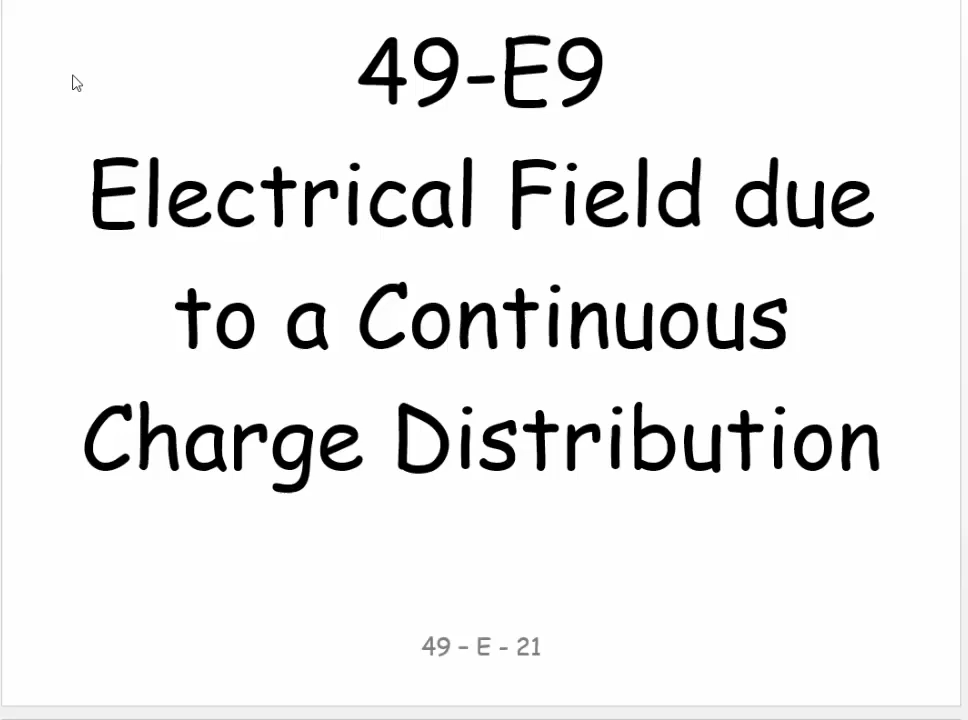 49-E9
Electrical Field due
to a Continuous
Charge Distribution
49 – E - 21